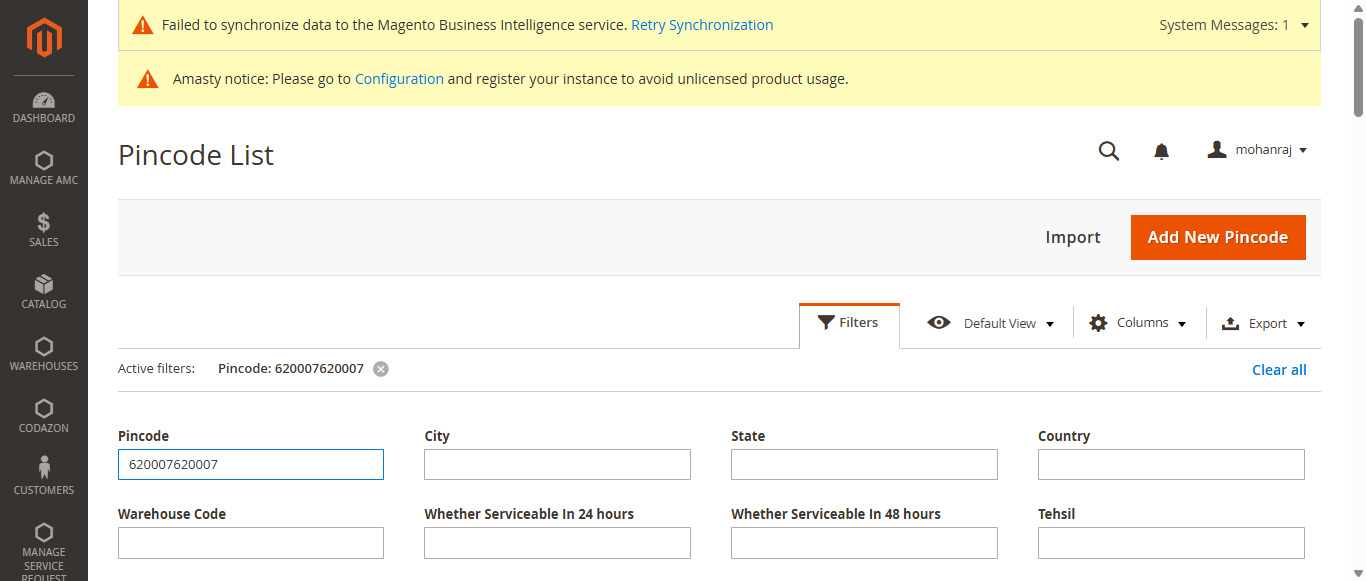 Failed to synchronize data to the Magento Business Intelligence service. Retry Synchronization
System Messages: 1
Amasty notice: Please go to Configuration and register your instance to avoid unlicensed product usage.
DASHBOARD
MANAGE AMC
SALES
CATALOG
WAREHOUSES
CODAZON
CUSTOMERS
MANAGE
SERVICE
REQUEST
Pincode List
mohanraj
Import
Add New Pincode
Filters
Default View
Columns
Export
Active filters:
Pincode: 620007620007
Clear all
Pincode
City
State
Country
620007620007
Warehouse Code
Whether Serviceable In 24 hours
Whether Serviceable In 48 hours
Tehsil